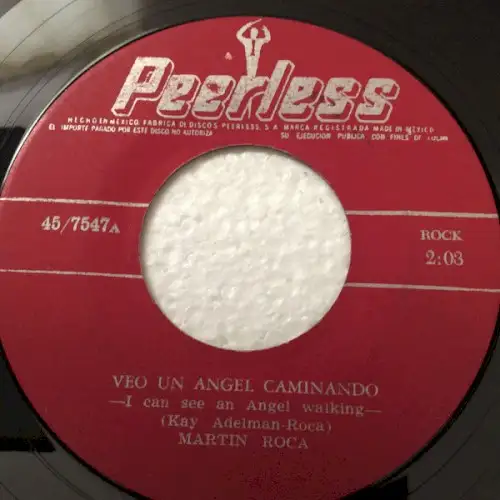 Peerless
HECHO EN MEXICO. FABRICA DE DISCOS PEERLESS, S A MARCA REGISTRADA MADE IN MEXICO
EL IMPORTE PAGADO POR ESTE DISCO NO AUTORIZA SU EJECUCION PUBLICA CON FINES DE
45/7547A
ROCK
2:03
VEO UN ANGEL CAMINANDO
—I can see an Angel walking—
(Kay Adelman-Roca)
MARTIN ROCA